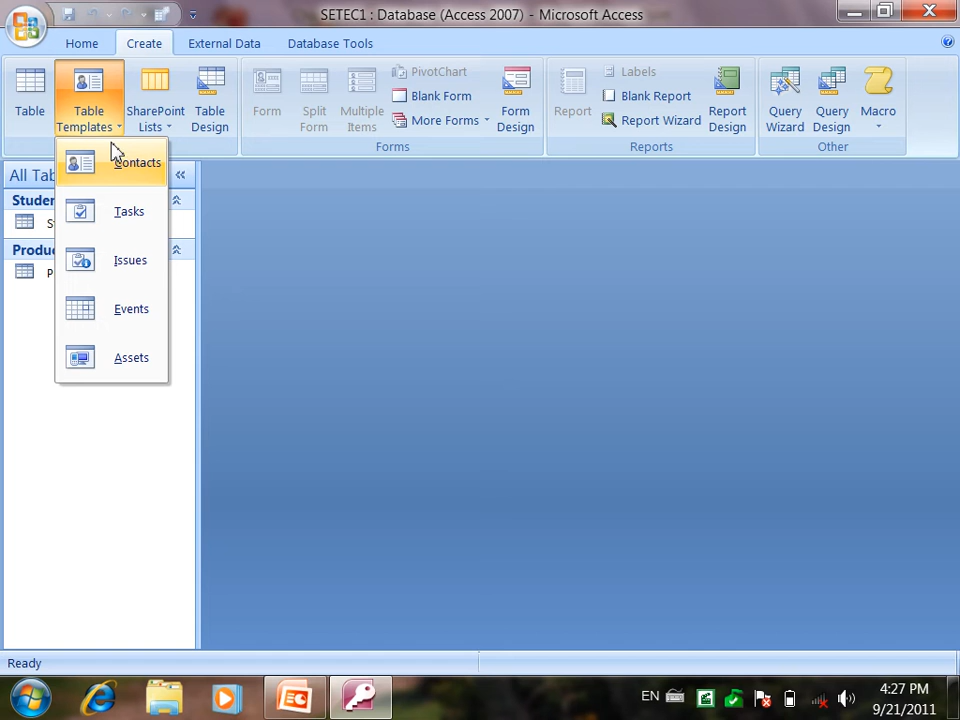 SETEC1 : Database (Access 2007) - Microsoft Access
Home Create External Data Database Tools
Table
Table Templates
SharePoint Lists
Table Design
Form
Split Form
Multiple Items
PivotChart
Blank Form
More Forms
Form Design
Report
Labels
Blank Report
Report Wizard
Report Design
Query Wizard
Query Design
Macro
Forms
Reports
Other
All Tab
Studen
S
Produ
P
Contacts
Tasks
Issues
Events
Assets
Ready
EN
4:27 PM
9/21/2011